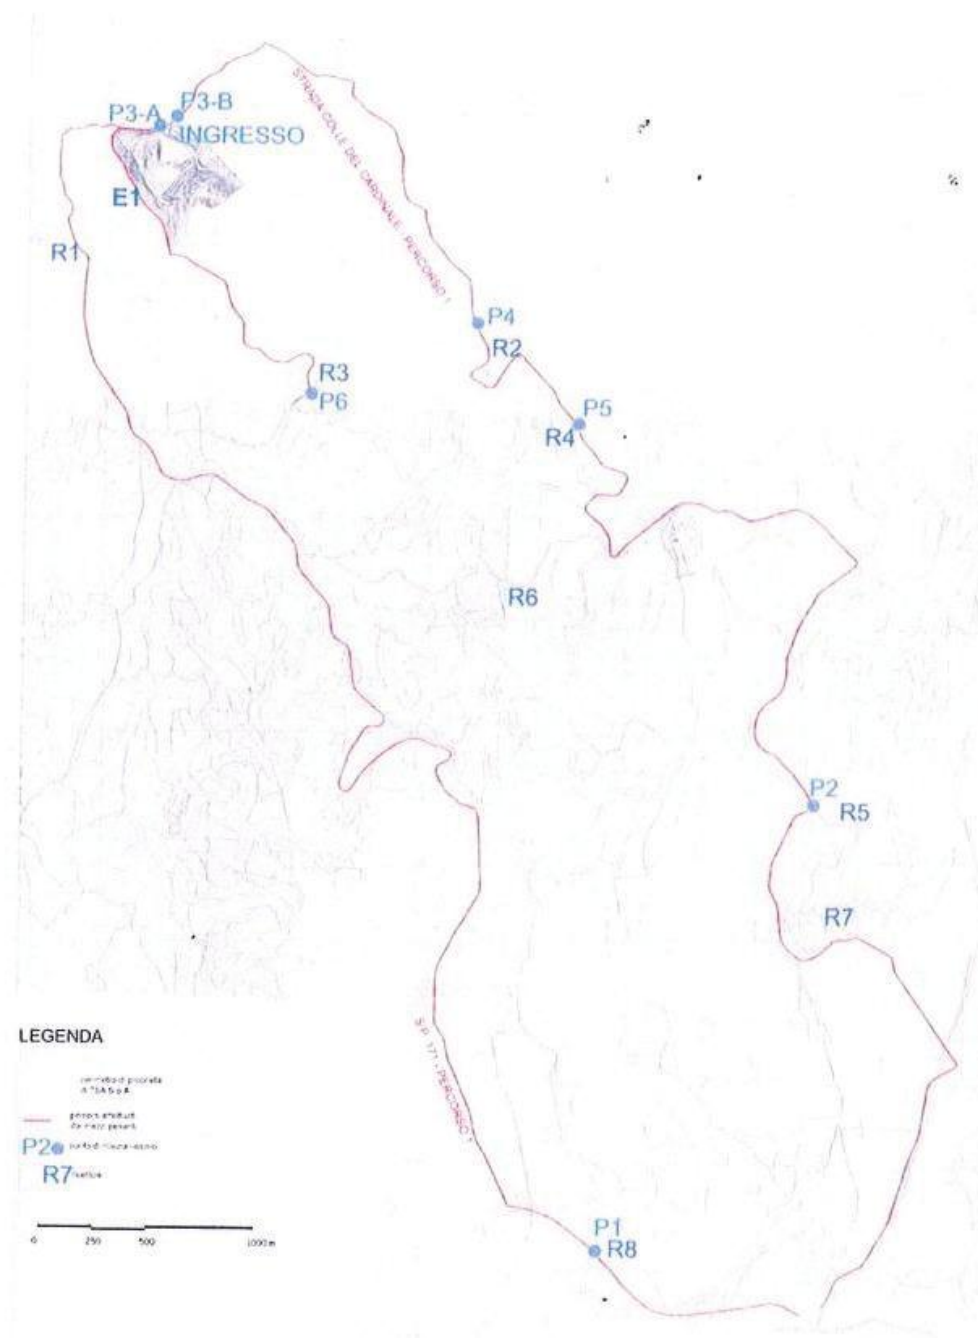 P3-B
P3-A
INGRESSO
STRADA COLLE DEL CARDINALE - PERCORSO 1
E1
R1
P4
R2
R3
P6
P5
R4
R6
P2
R5
R7
S.P. 171 - PERCORSO 1
P1
R8
LEGENDA
P2
R7
0 250 500 1000 m